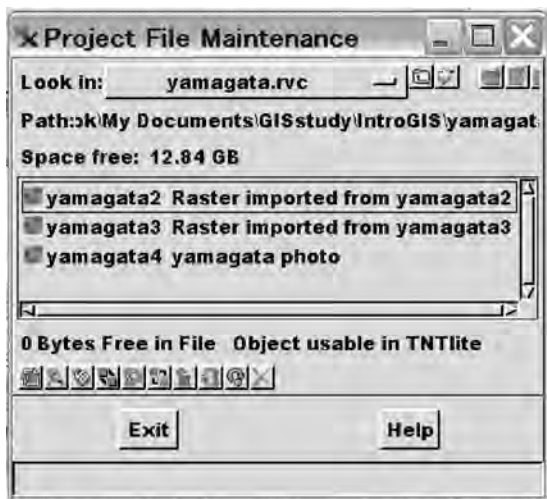 Project File Maintenance
Look in: yamagata.rvc
Path:ok\My Documents\GISstudy\IntroGIS\yamagat
Space free: 12.84 GB
yamagata2 Raster imported from yamagata2
yamagata3 Raster imported from yamagata3
yamagata4 yamagata photo
0 Bytes Free in File Object usable in TNTlite
Exit Help